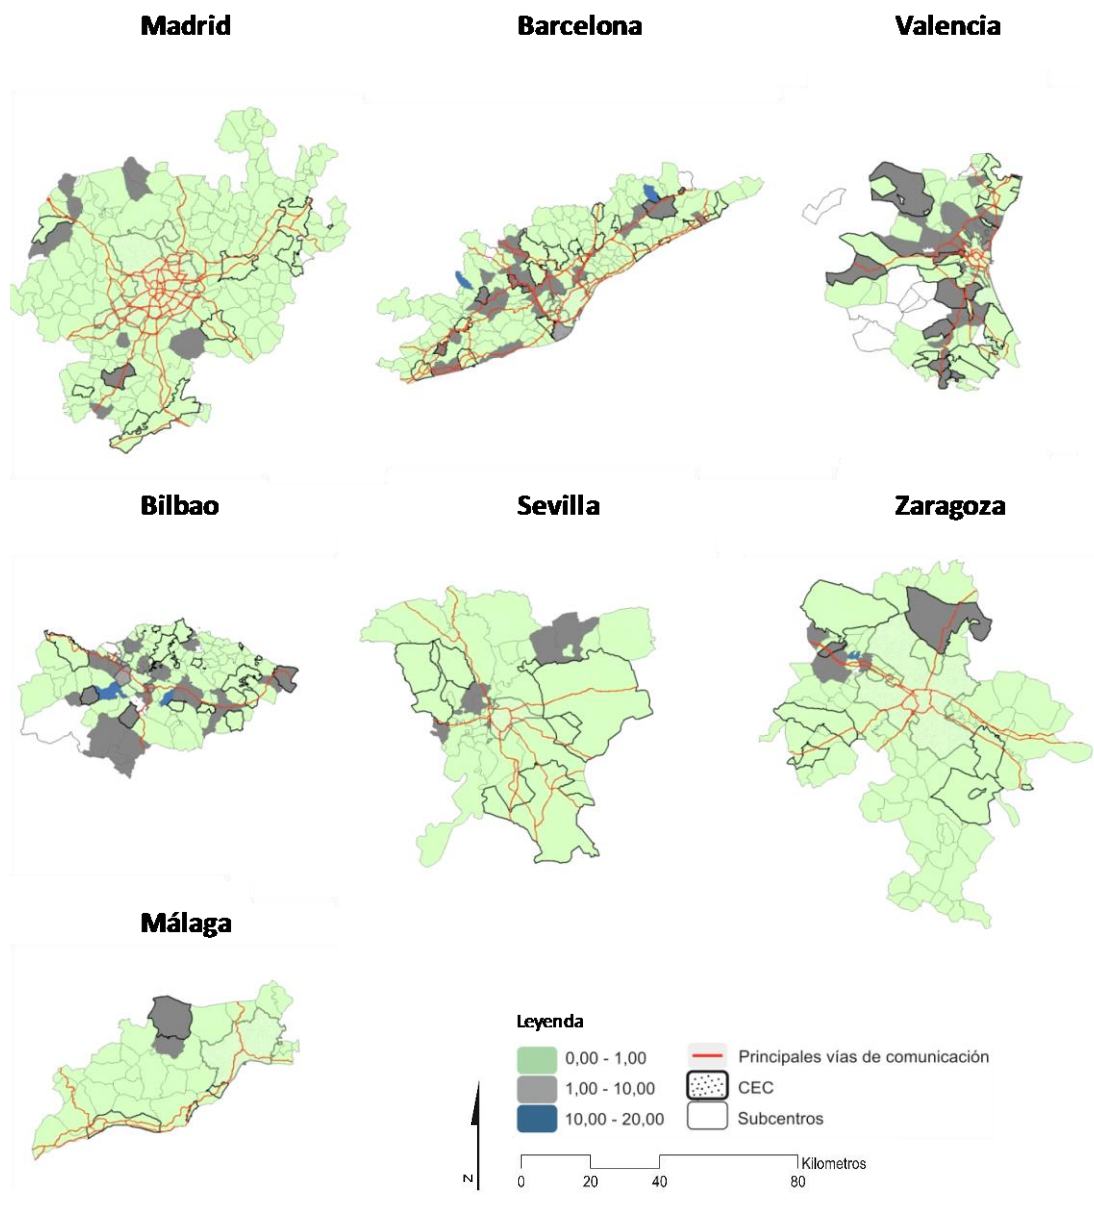 Madrid
Barcelona
Valencia
Bilbao
Sevilla
Zaragoza
Málaga
Leyenda
0,00 - 1,00
1,00 - 10,00
10,00 - 20,00
Principales vías de comunicación
CEC
Subcentros
N
Kilometros
0 20 40 80